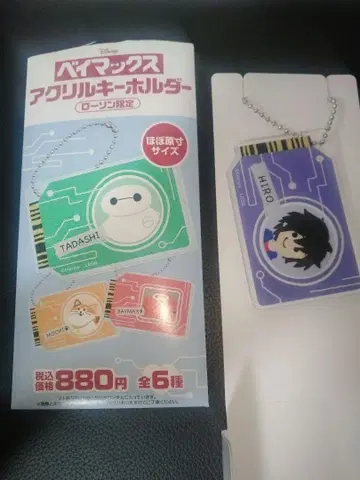 Disney
ベイマックス
アクリルキーホルダー
ローソン限定
ほぼ原寸
サイズ
TADASHI
MOCHI
BAYMAX
税込
価格
880円
全6種
HIRO